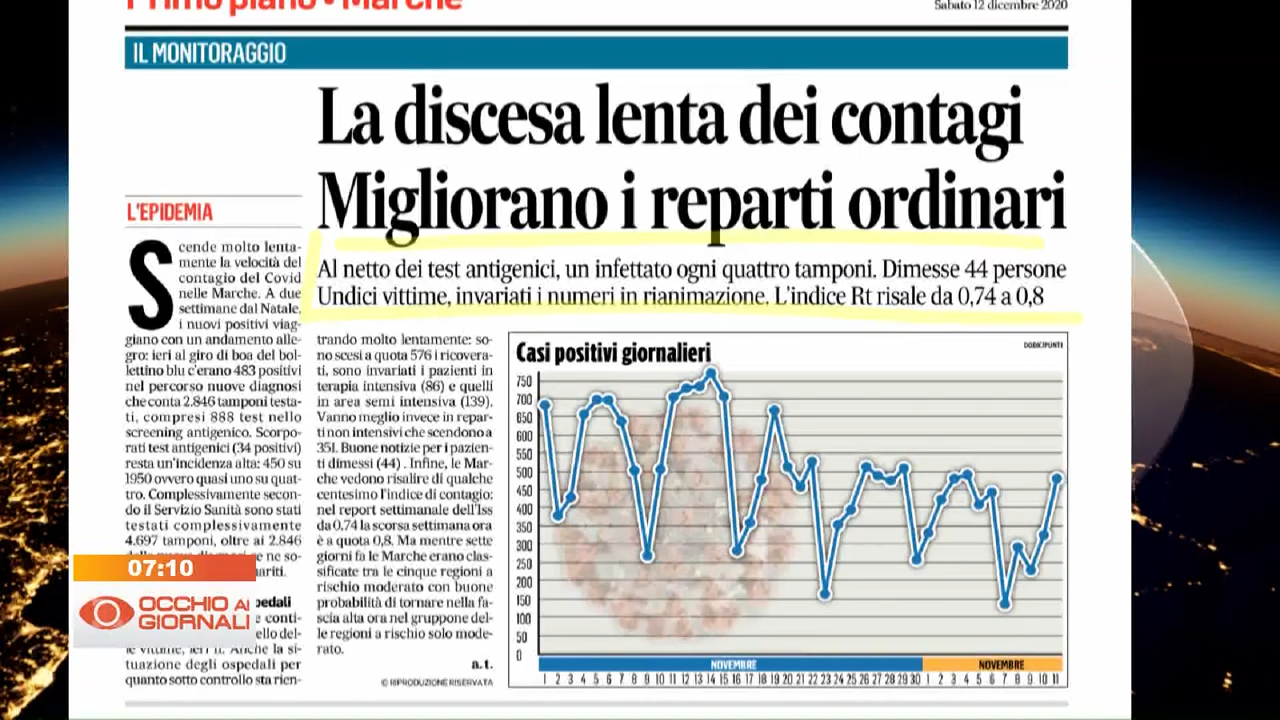 Primo piano • Marche
Sabato 12 dicembre 2020
IL MONITORAGGIO
La discesa lenta dei contagi
Migliorano i reparti ordinari
Al netto dei test antigenici, un infettato ogni quattro tamponi. Dimesse 44 persone
Undici vittime, invariati i numeri in rianimazione. L'indice Rt risale da 0,74 a 0,8
L'EPIDEMIA
Scende molto lenta-
mente la velocità del
contagio del Covid
nelle Marche. A due
settimane dal Natale,
i nuovi positivi viag-
giano con un andamento alle-
gro: ieri al giro di boa del bol-
lettino blu c'erano 483 positivi
nel percorso nuove diagnosi
che conta 2.846 tamponi testa-
ti, compresi 888 test nello
screening antigenico. Scorpo-
rati test antigenici (34 positivi)
resta un'incidenza alta: 450 su
1950 ovvero quasi uno su quat-
tro. Complessivamente secon-
do il Servizio Sanità sono stati
testati complessivamente
4.697 tamponi, oltre ai 2.846
se ne so-
ariti.
pedali
e conti-
ello del-
le vittime, ieri 11. Anche la si-
tuazione degli ospedali per
quanto sotto controllo sta rien-
trando molto lentamente: so-
no scesi a quota 576 i ricovera-
ti, sono invariati i pazienti in
terapia intensiva (86) e quelli
in area semi intensiva (139).
Vanno meglio invece in repar-
ti non intensivi che scendono a
351. Buone notizie per i pazien-
ti dimessi (44) . Infine, le Mar-
che vedono risalire di qualche
centesimo l'indice di contagio:
nel report settimanale dell'Iss
da 0,74 la scorsa settimana ora
è a quota 0,8. Ma mentre sette
giorni fa le Marche erano clas-
sificate tra le cinque regioni a
rischio moderato con buone
probabilità di tornare nella fa-
scia alta ora nel gruppone del-
le regioni a rischio solo mode-
rato.
a. t.
© RIPRODUZIONE RISERVATA
Casi positivi giornalieri
DODICIPUNTI
750
700
650
600
550
500
450
400
350
300
250
200
150
100
50
0
NOVEMBRE NOVEMBRE
1 2 3 4 5 6 7 8 9 10 11 12 13 14 15 16 17 18 19 20 21 22 23 24 25 26 27 28 29 30 1 2 3 4 5 6 7 8 9 10 11
07:10
OCCHIO AI
GIORNALI